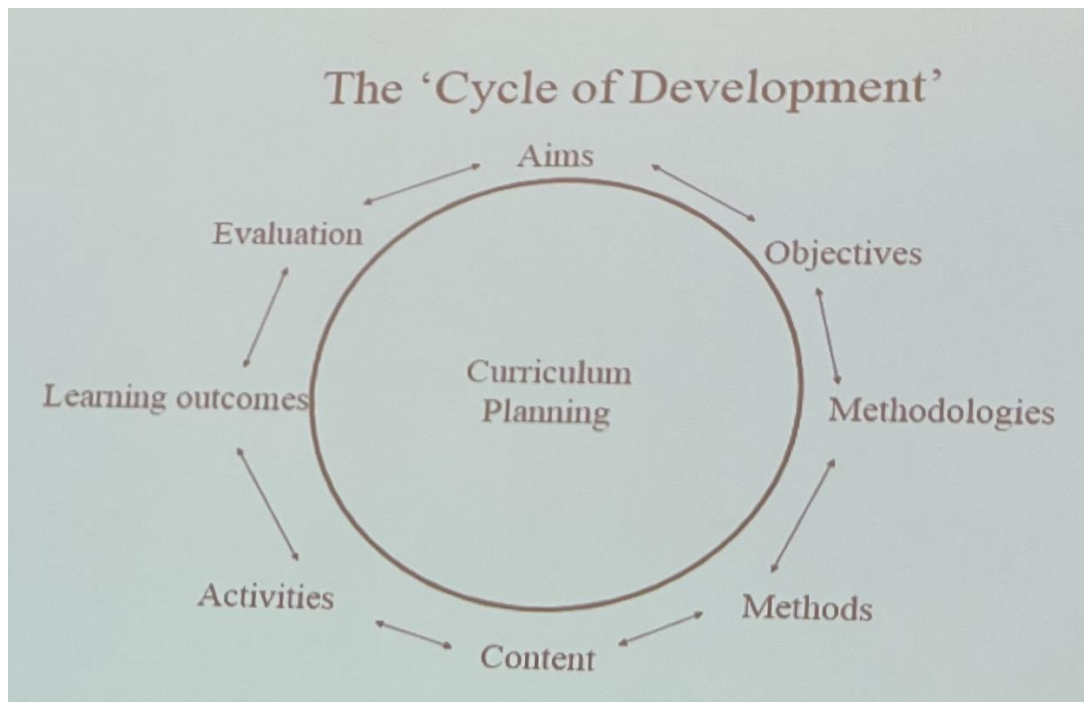 The ‘Cycle of Development’
Aims
Evaluation
Objectives
Curriculum
Planning
Learning outcomes
Methodologies
Activities
Methods
Content